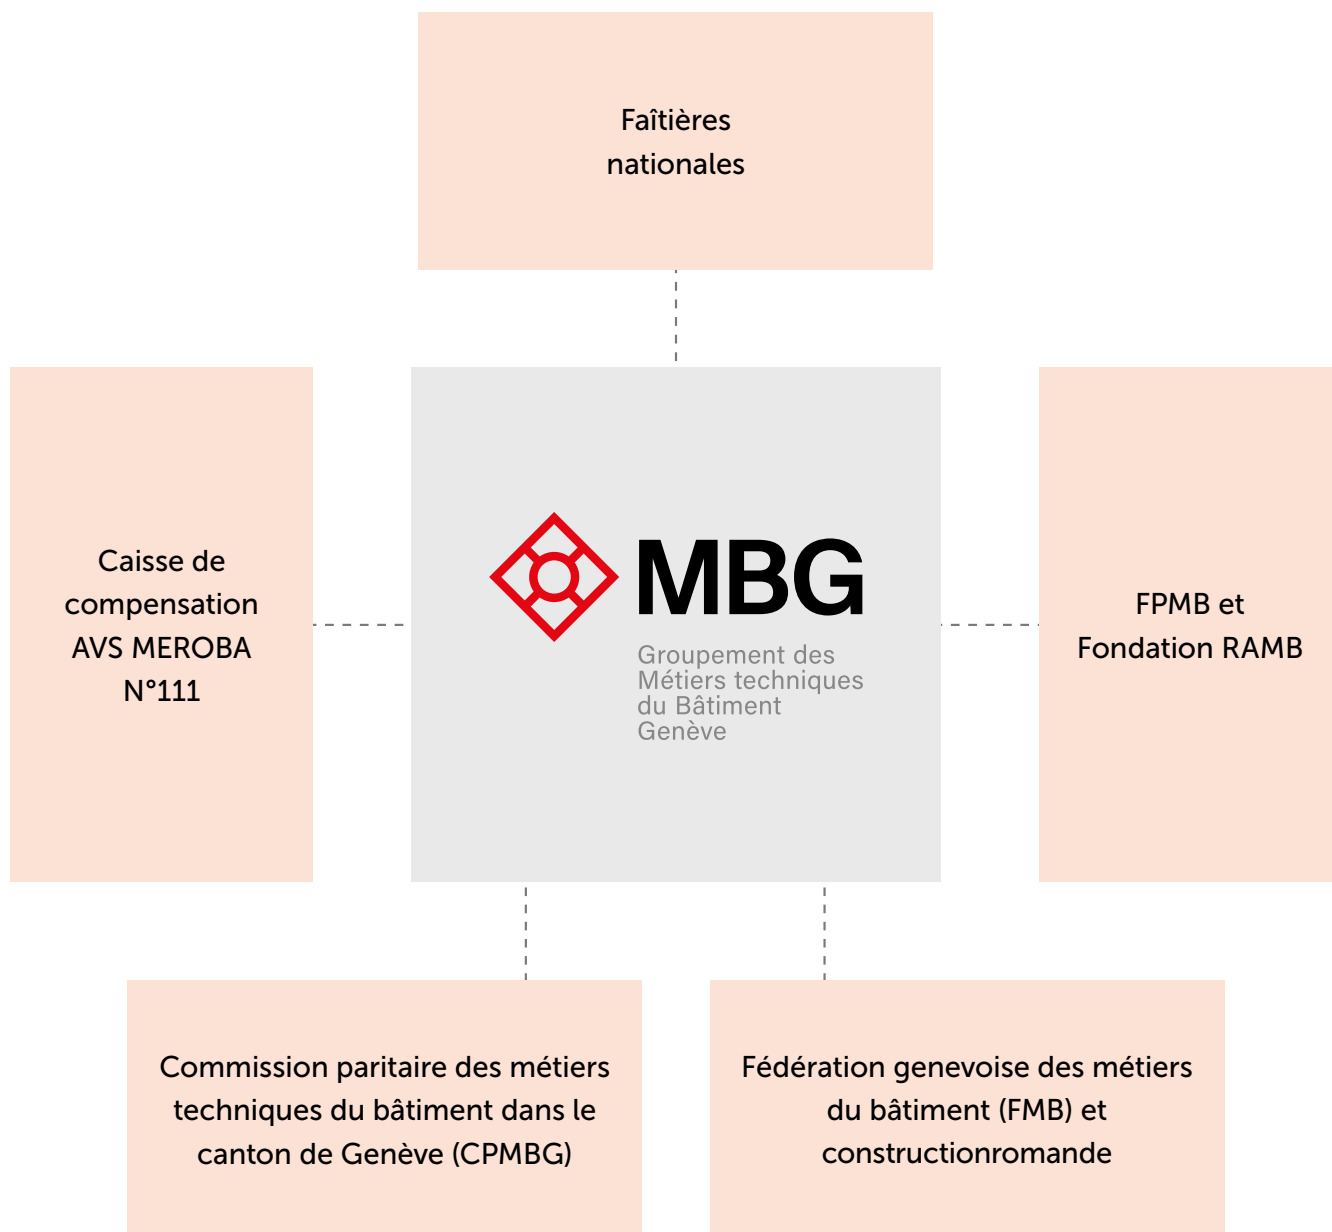 Faîtières
nationales
Caisse de
compensation
AVS MEROBA
N°111
MBG
Groupement des
Métiers techniques
du Bâtiment
Genève
FPMB et
Fondation RAMB
Commission paritaire des métiers
techniques du bâtiment dans le
canton de Genève (CPMBG)
Fédération genevoise des métiers
du bâtiment (FMB) et
constructionromande